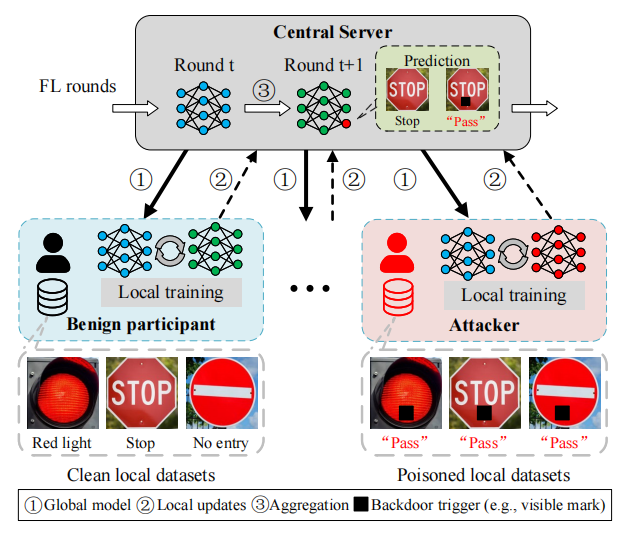 Central Server
FL rounds
Round t
Round t+1
③
Prediction
STOP
STOP
Stop
“Pass”
①
②
①
②
①
②
Local training
Benign participant
Local training
Attacker
STOP
STOP
Red light
Stop
No entry
“Pass”
“Pass”
“Pass”
Clean local datasets
Poisoned local datasets
①Global model ②Local updates ③Aggregation Backdoor trigger (e.g., visible mark)